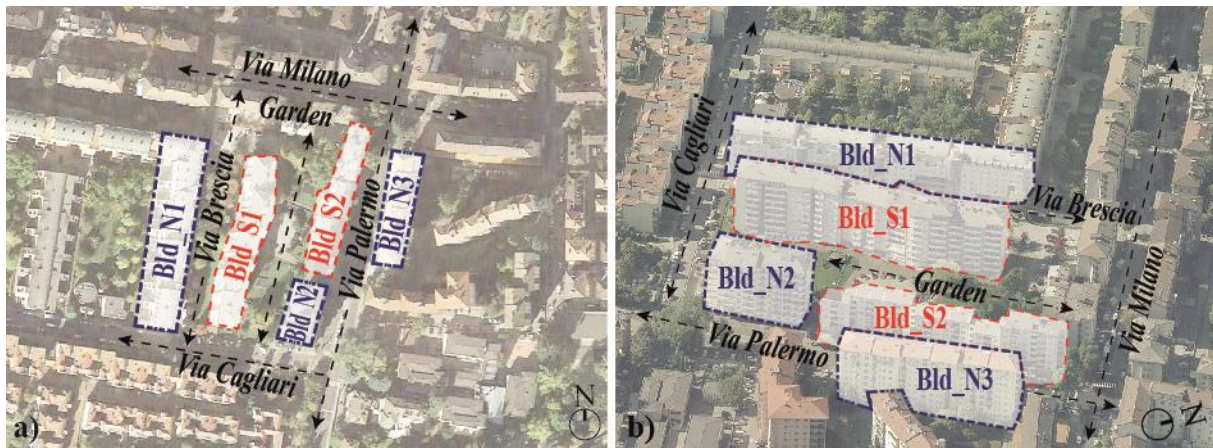 Via Milano
Garden
Bld_N1
Via Brescia
Bld_S1
Bld_S2
Via Palermo
Bld_N3
Bld_N2
Via Cagliari
N
a)
Via Cagliari
Bld_N1
Via Brescia
Bld_S1
Via Milano
Bld_N2
Garden
Bld_S2
Via Palermo
Bld_N3
N
b)